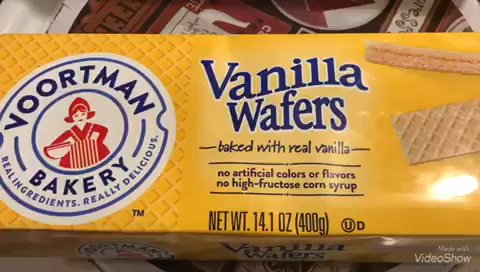 VOORTMAN
BAKERY
REAL INGREDIENTS. REALLY DELICIOUS.
TM
Vanilla
Wafers
baked with real vanilla
no artificial colors or flavors
no high-fructose corn syrup
NET WT. 14.1 OZ (400g) U D
VOORTMAN
Vanilla
Wafers
Made with
VideoShow